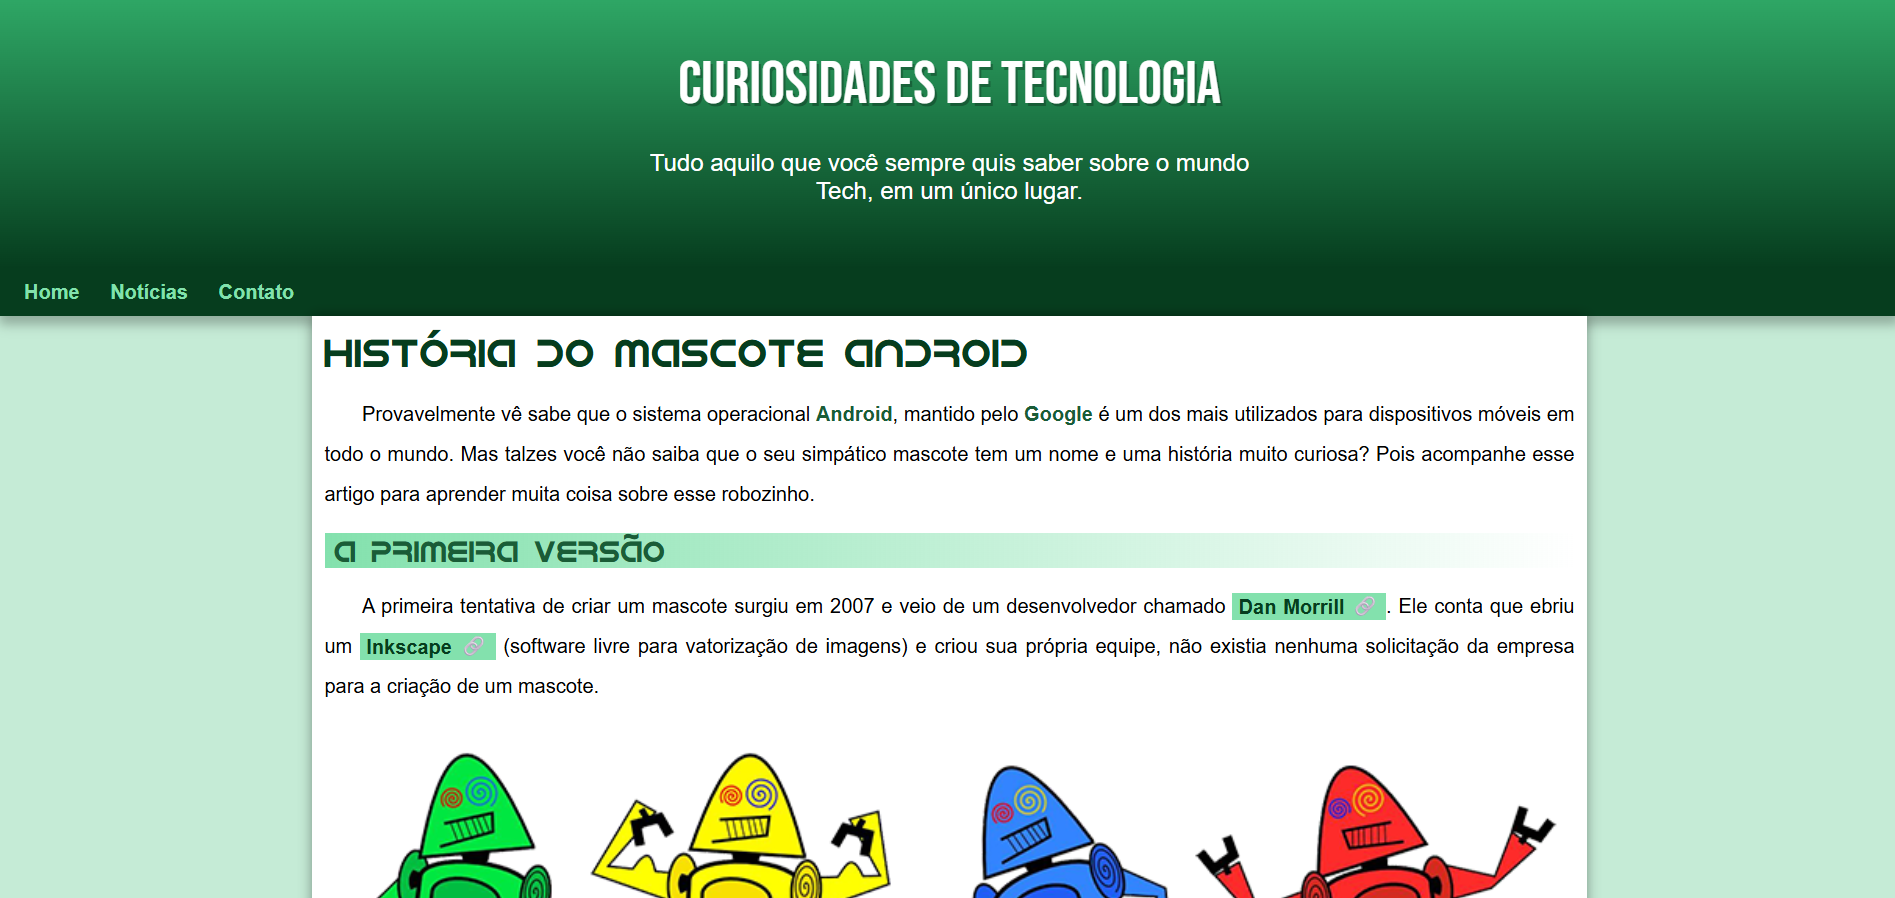 CURIOSIDADES DE TECNOLOGIA
Tudo aquilo que você sempre quis saber sobre o mundo
Tech, em um único lugar.
Home Notícias Contato
HISTÓRIA DO MASCOTE ANDROID
Provavelmente vê sabe que o sistema operacional Android, mantido pelo Google é um dos mais utilizados para dispositivos móveis em
todo o mundo. Mas talzes você não saiba que o seu simpático mascote tem um nome e uma história muito curiosa? Pois acompanhe esse
artigo para aprender muita coisa sobre esse robozinho.
A PRIMEIRA VERSÃO
A primeira tentativa de criar um mascote surgiu em 2007 e veio de um desenvolvedor chamado Dan Morrill 🔗. Ele conta que ebriu
um Inkscape 🔗 (software livre para vatorização de imagens) e criou sua própria equipe, não existia nenhuma solicitação da empresa
para a criação de um mascote.